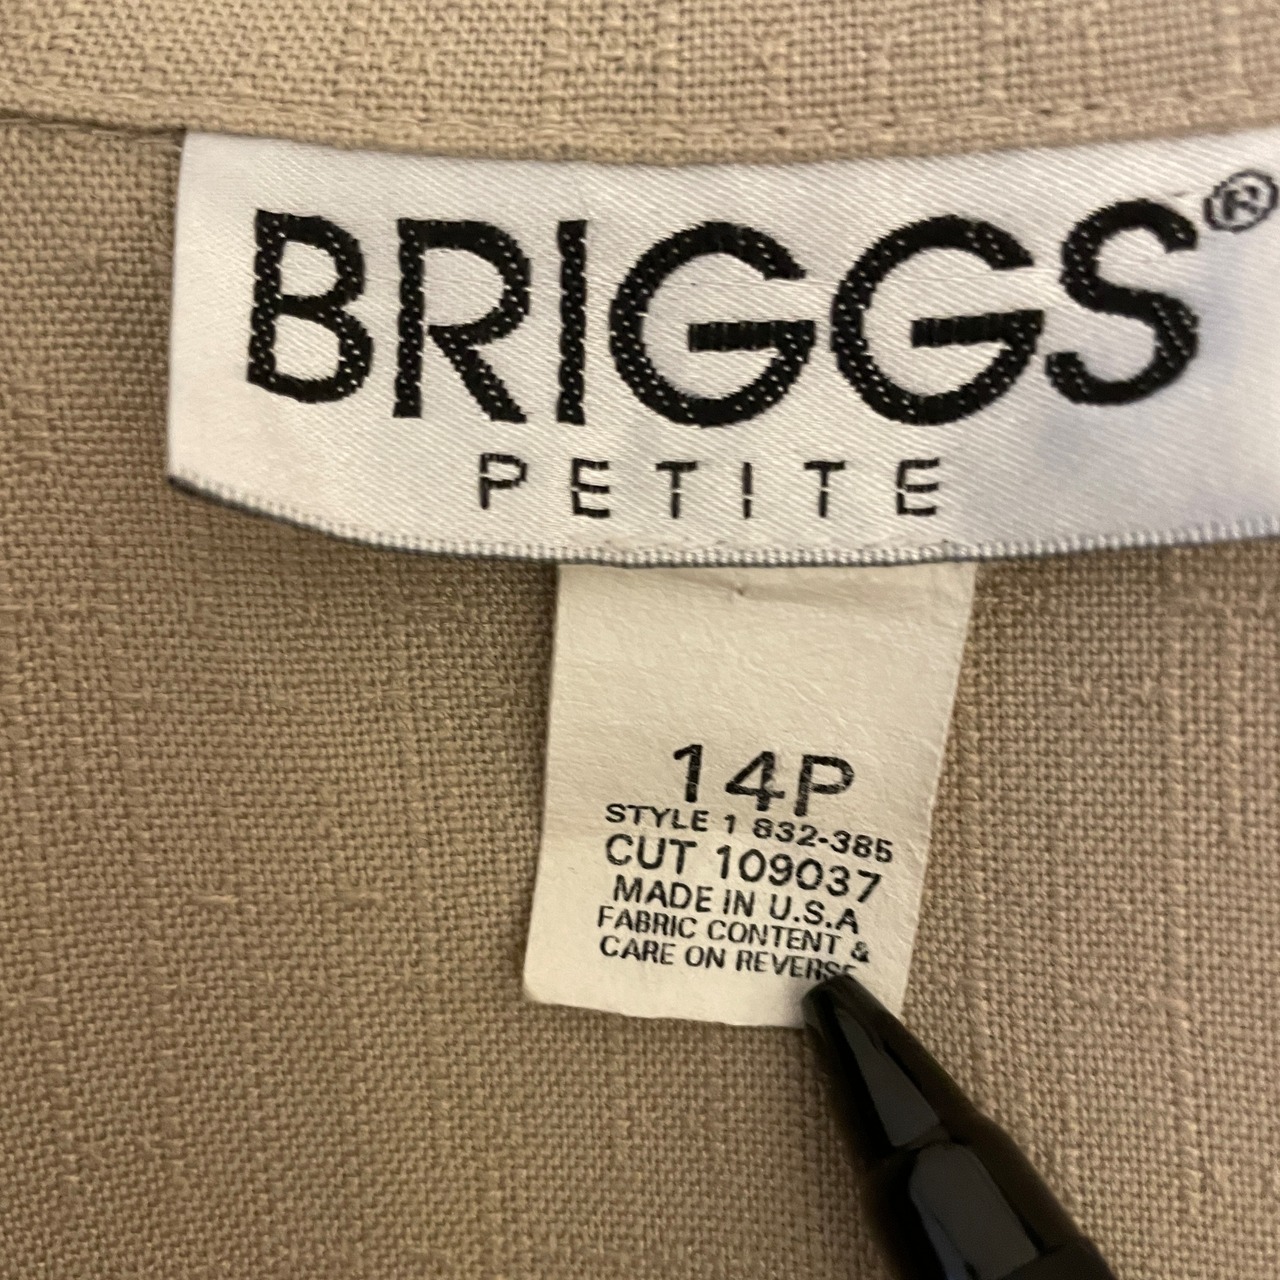 BRIGGS®
PETITE
14P
STYLE 1 832-385
CUT 109037
MADE IN U.S.A
FABRIC CONTENT &
CARE ON REVERSE